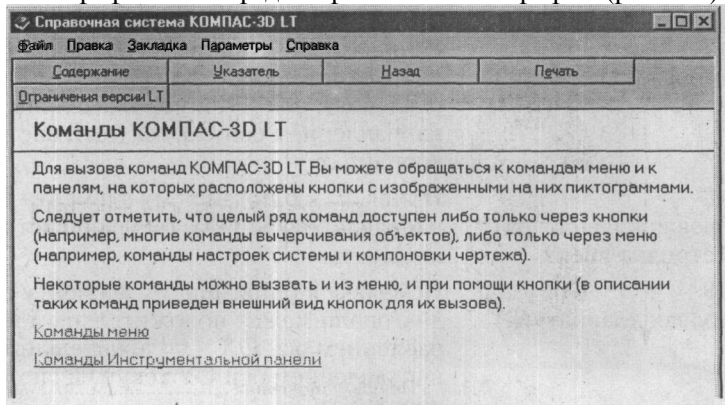 Справочная система КОМПАС-3D LT
Файл Правка Закладка Параметры Справка
Содержание Указатель Назад Печать
Ограничения версии LT
Команды КОМПАС-3D LT
Для вызова команд КОМПАС-3D LT Вы можете обращаться к командам меню и к
панелям, на которых расположены кнопки с изображенными на них пиктограммами.
Следует отметить, что целый ряд команд доступен либо только через кнопки
(например, многие команды вычерчивания объектов), либо только через меню
(например, команды настроек системы и компоновки чертежа).
Некоторые команды можно вызвать и из меню, и при помощи кнопки (в описании
таких команд приведен внешний вид кнопок для их вызова).
Команды меню
Команды Инструментальной панели